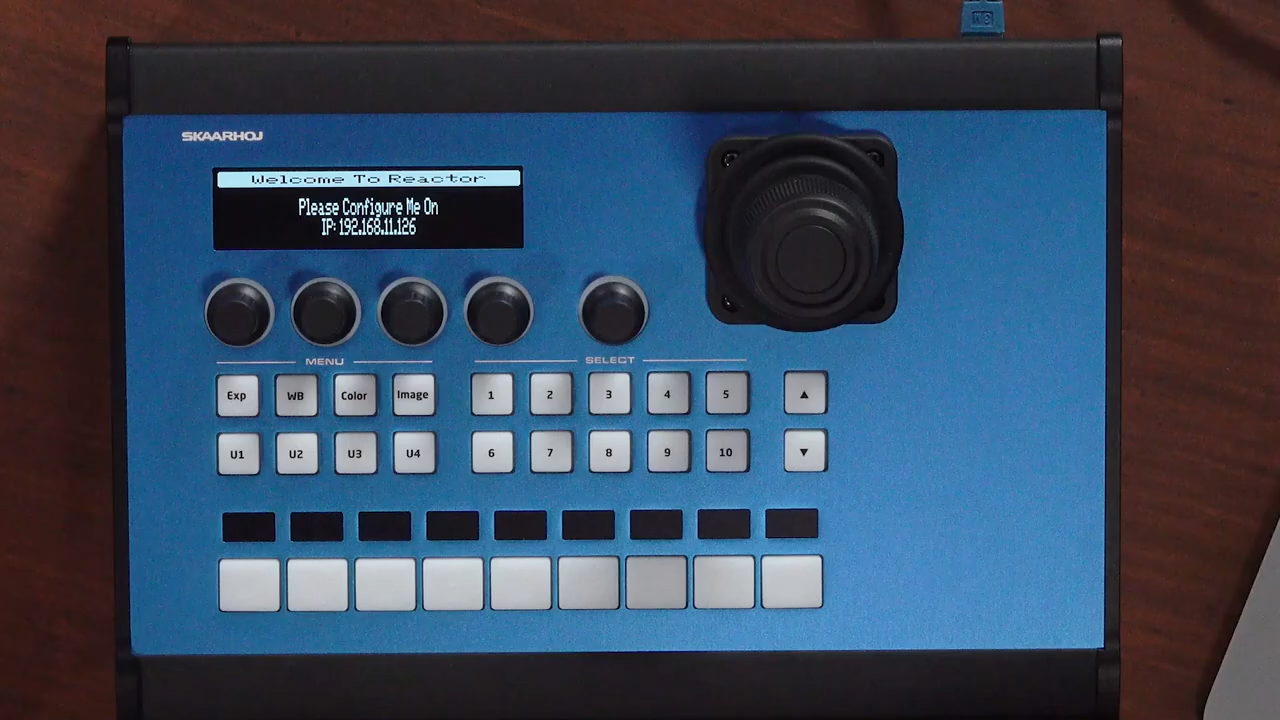 SKAARHOJ
Welcome To Reactor
Please Configure Me On
IP: 192.168.11.126
MENU
SELECT
Exp WB Color Image 1 2 3 4 5 ▲
U1 U2 U3 U4 6 7 8 9 10 ▼